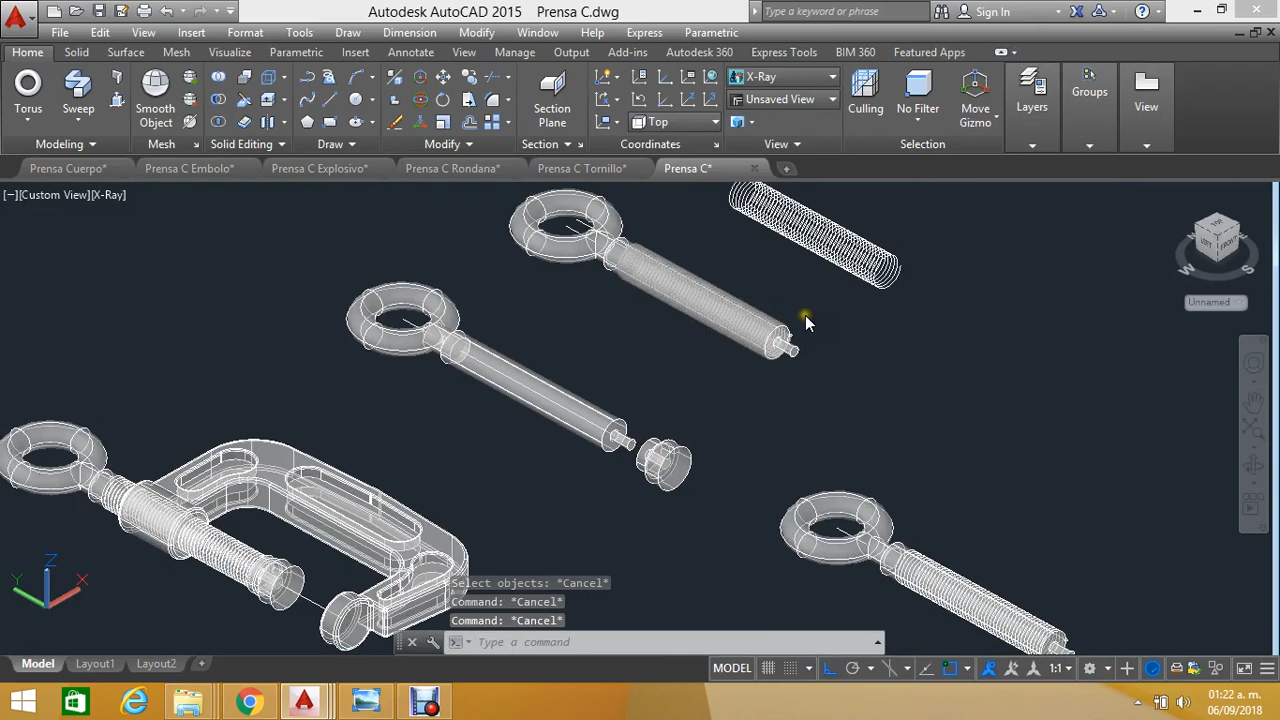 Autodesk AutoCAD 2015 Prensa C.dwg
Type a keyword or phrase
Sign In
File Edit View Insert Format Tools Draw Dimension Modify Window Help Express Parametric
Home Solid Surface Mesh Visualize Parametric Insert Annotate View Manage Output Add-ins Autodesk 360 Express Tools BIM 360 Featured Apps
Torus Sweep Smooth Object Section Plane X-Ray Unsaved View Top Culling No Filter Move Gizmo Layers Groups View
Modeling Mesh Solid Editing Draw Modify Section Coordinates View Selection
Prensa Cuerpo* Prensa C Embolo* Prensa C Explosivo* Prensa C Rondana* Prensa C Tornillo* Prensa C*
[−][Custom View][X-Ray]
TOP
LEFT FRONT
W S
Unnamed
Z
Y X
Select objects: *Cancel*
Command: *Cancel*
Command: *Cancel*
Type a command
Model Layout1 Layout2 MODEL 1:1
01:22 a. m.
06/09/2018